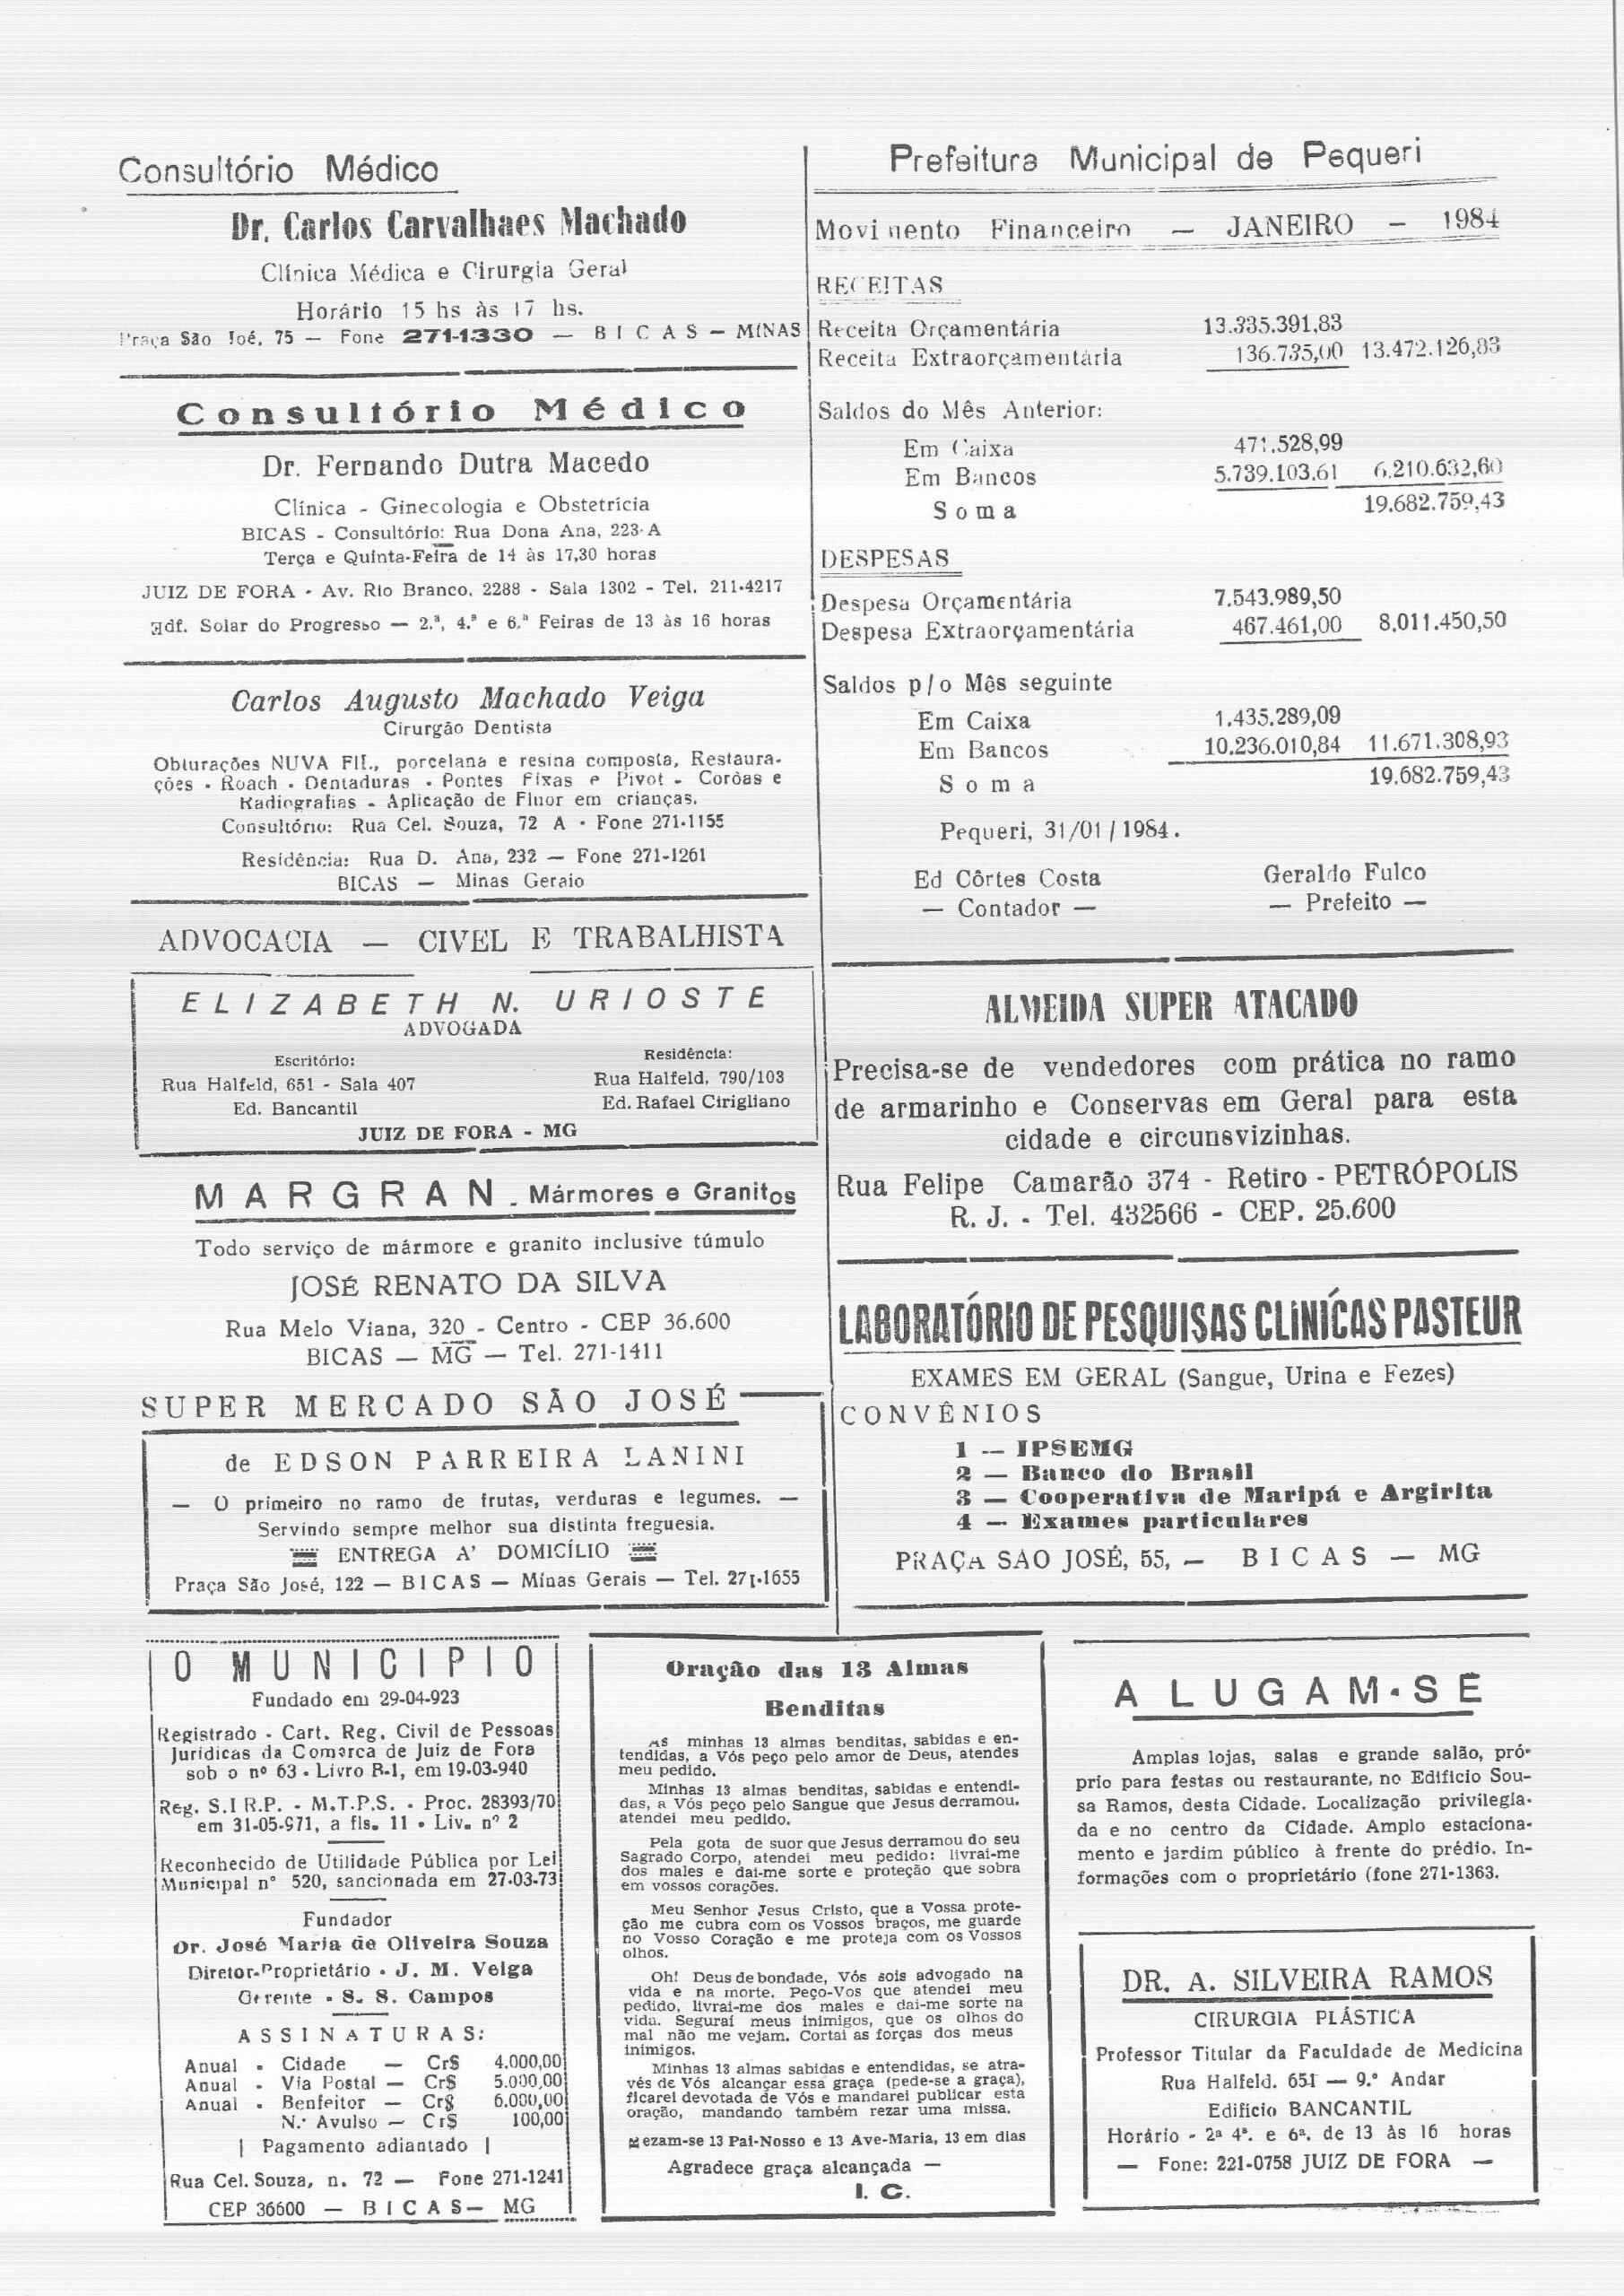 Consultório Médico
Dr. Carlos Carvalhaes Machado
Clínica Médica e Cirurgia Geral
Horário 15 hs às 17 hs.
Praça São Joé, 75 — Fone 271-1330 — BICAS — MINAS
Consultório Médico
Dr. Fernando Dutra Macedo
Clínica - Ginecologia e Obstetrícia
BICAS - Consultório: Rua Dona Ana, 223-A
Terça e Quinta-Feira de 14 às 17,30 horas
JUIZ DE FORA - Av. Rio Branco, 2288 - Sala 1302 - Tel. 211-4217
Edf. Solar do Progresso — 2.ª, 4.ª e 6.ª Feiras de 13 às 16 horas
Carlos Augusto Machado Veiga
Cirurgão Dentista
Obturações NUVA FIL, porcelana e resina composta, Restaura-
ções - Roach - Dentaduras - Pontes Fixas e Pivot - Coroas e
Radiografias - Aplicação de Fluor em crianças.
Consultório: Rua Cel. Souza, 72 A - Fone 271-1155
Residência: Rua D. Ana, 232 — Fone 271-1261
BICAS — Minas Geraio
ADVOCACIA — CIVEL E TRABALHISTA
ELIZABETH N. URIOSTE
ADVOGADA
Escritório:
Rua Halfeld, 651 - Sala 407
Ed. Bancantil
Residência:
Rua Halfeld, 790/103
Ed. Rafael Cirigliano
JUIZ DE FORA - MG
MARGRAN - Mármores e Granitos
Todo serviço de mármore e granito inclusive túmulo
JOSÉ RENATO DA SILVA
Rua Melo Viana, 320 - Centro - CEP 36.600
BICAS — MG — Tel. 271-1411
SUPER MERCADO SÃO JOSÉ
de EDSON PARREIRA LANINI
— O primeiro no ramo de frutas, verduras e legumes. —
Servindo sempre melhor sua distinta freguesia.
ENTREGA A' DOMICÍLIO
Praça São José, 122 — BICAS — Minas Gerais — Tel. 271-1655
Prefeitura Municipal de Pequeri
Movimento Financeiro — JANEIRO — 1984
RECEITAS
Receita Orçamentária 13.335.391,83
Receita Extraorçamentária 136.735,00 13.472.126,83
Saldos do Mês Anterior:
Em Caixa 471.528,99
Em Bancos 5.739.103,61 6.210.632,60
Soma 19.682.759,43
DESPESAS
Despesa Orçamentária 7.543.989,50
Despesa Extraorçamentária 467.461,00 8.011.450,50
Saldos p/o Mês seguinte
Em Caixa 1.435.289,09
Em Bancos 10.236.010,84 11.671.308,93
Soma 19.682.759,43
Pequeri, 31/01/1984.
Ed Côrtes Costa Geraldo Fulco
— Contador — — Prefeito —
ALMEIDA SUPER ATACADO
Precisa-se de vendedores com prática no ramo
de armarinho e Conservas em Geral para esta
cidade e circunsvizinhas.
Rua Felipe Camarão 374 - Retiro - PETRÓPOLIS
R. J. - Tel. 432566 - CEP. 25.600
LABORATÓRIO DE PESQUISAS CLINÍCAS PASTEUR
EXAMES EM GERAL (Sangue, Urina e Fezes)
CONVÊNIOS
1 — IPSEMG
2 — Banco do Brasil
3 — Cooperativa de Maripá e Argirita
4 — Exames particulares
PRAÇA SAO JOSÉ, 55, — BICAS — MG
O MUNICIPIO
Fundado em 29-04-923
Registrado - Cart. Reg. Civil de Pessoas
Juridicas da Comarca de Juiz de Fora
sob o nº 63 - Livro B-1, em 19-03-940
Reg. S.I R.P. - M.T.P.S. - Proc. 28393/70
em 31-05-971, a fls. 11 - Liv. nº 2
Reconhecido de Utilidade Pública por Lei
Municipal nº 520, sancionada em 27-03-73
Fundador
Dr. José Maria de Oliveira Souza
Diretor-Proprietário - J. M. Veiga
Gerente - S. S. Campos
ASSINATURAS:
Anual - Cidade — Cr$ 4.000,00
Anual - Via Postal — Cr$ 5.000,00
Anual - Benfeitor — Cr$ 6.000,00
N.º Avulso — Cr$ 100,00
| Pagamento adiantado |
Rua Cel. Souza, n. 72 — Fone 271-1241
CEP 36600 — BICAS — MG
Oração das 13 Almas
Benditas
As minhas 13 almas benditas, sabidas e en-
tendidas, a Vós peço pelo amor de Deus, atendes
meu pedido.
Minhas 13 almas benditas, sabidas e entendi-
das, a Vós peço pelo Sangue que Jesus derramou.
atendei meu pedido.
Pela gota de suor que Jesus derramou do seu
Sagrado Corpo, atendei meu pedido: livrai-me
dos males e dai-me sorte e proteção que sobra
em vossos corações.
Meu Senhor Jesus Cristo, que a Vossa prote-
ção me cubra com os Vossos braços, me guarde
no Vosso Coração e me proteja com os Vossos
olhos.
Oh! Deus de bondade, Vós sois advogado na
vida e na morte. Peço-Vos que atendei meu
pedido, livrai-me dos males e dai-me sorte na
vida. Segurai meus inimigos, que os olhos do
mal não me vejam. Cortai as forças dos meus
inimigos.
Minhas 13 almas sabidas e entendidas, se atra-
vés de Vós alcançar essa graça (pede-se a graça),
ficarei devotada de Vós e mandarei publicar esta
oração, mandando também rezar uma missa.
Rezam-se 13 Pai-Nosso e 13 Ave-Maria, 13 em dias
Agradece graça alcançada —
I. C.
ALUGAM-SE
Amplas lojas, salas e grande salão, pró-
prio para festas ou restaurante, no Edificio Sou-
sa Ramos, desta Cidade. Localização privilegia-
da e no centro da Cidade. Amplo estaciona-
mento e jardim público à frente do prédio. In-
formações com o proprietário (fone 271-1363.
DR. A. SILVEIRA RAMOS
CIRURGIA PLÁSTICA
Professor Titular da Faculdade de Medicina
Rua Halfeld. 651 — 9.º Andar
Edificio BANCANTIL
Horário - 2ª 4ª. e 6ª. de 13 às 16 horas
— Fone: 221-0758 JUIZ DE FORA —